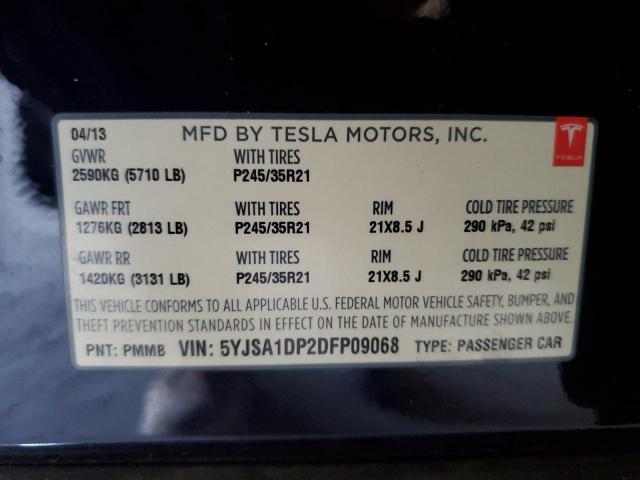 04/13 MFD BY TESLA MOTORS, INC.
TESLA
GVWR WITH TIRES
2590KG (5710 LB) P245/35R21
GAWR FRT WITH TIRES RIM COLD TIRE PRESSURE
1276KG (2813 LB) P245/35R21 21X8.5 J 290 kPa, 42 psi
GAWR RR WITH TIRES RIM COLD TIRE PRESSURE
1420KG (3131 LB) P245/35R21 21X8.5 J 290 kPa, 42 psi
THIS VEHICLE CONFORMS TO ALL APPLICABLE U.S. FEDERAL MOTOR VEHICLE SAFETY, BUMPER, AND
THEFT PREVENTION STANDARDS IN EFFECT ON THE DATE OF MANUFACTURE SHOWN ABOVE.
PNT: PMMB VIN: 5YJSA1DP2DFP09068 TYPE: PASSENGER CAR